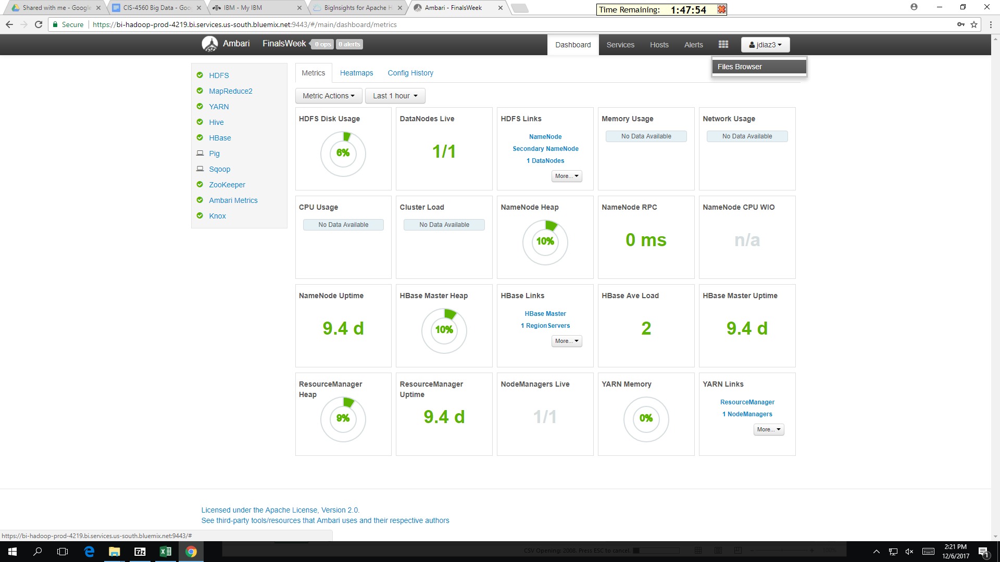 Shared with me - Google
CIS-4560 Big Data - Goo
IBM - My IBM
BigInsights for Apache H
Ambari - FinalsWeek
Time Remaining: 1:47:54
Secure
https://bi-hadoop-prod-4219.bi.services.us-south.bluemix.net:9443/#/main/dashboard/metrics
Ambari FinalsWeek 0 ops 0 alerts
Dashboard Services Hosts Alerts jdiaz3
Files Browser
HDFS
MapReduce2
YARN
Hive
HBase
Pig
Sqoop
ZooKeeper
Ambari Metrics
Knox
Metrics Heatmaps Config History
Metric Actions Last 1 hour
HDFS Disk Usage
6%
DataNodes Live
1/1
HDFS Links
NameNode
Secondary NameNode
1 DataNodes
More...
Memory Usage
No Data Available
Network Usage
No Data Available
CPU Usage
No Data Available
Cluster Load
No Data Available
NameNode Heap
10%
NameNode RPC
0 ms
NameNode CPU WIO
n/a
NameNode Uptime
9.4 d
HBase Master Heap
10%
HBase Links
HBase Master
1 RegionServers
More...
HBase Ave Load
2
HBase Master Uptime
9.4 d
ResourceManager
Heap
9%
ResourceManager
Uptime
9.4 d
NodeManagers Live
1/1
YARN Memory
0%
YARN Links
ResourceManager
1 NodeManagers
More...
Licensed under the Apache License, Version 2.0.
See third-party tools/resources that Ambari uses and their respective authors
https://bi-hadoop-prod-4219.bi.services.us-south.bluemix.net:9443/#
7z
CSV Opening: 2008. Press ESC to cancel.
100%
2:21 PM
12/6/2017
1